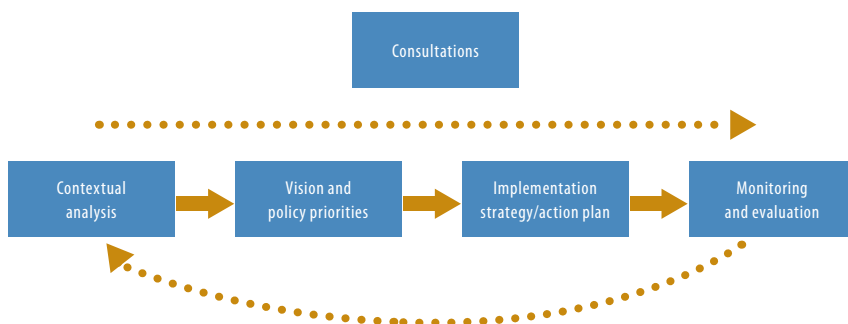 Consultations
Contextual
analysis
Vision and
policy priorities
Implementation
strategy/action plan
Monitoring
and evaluation